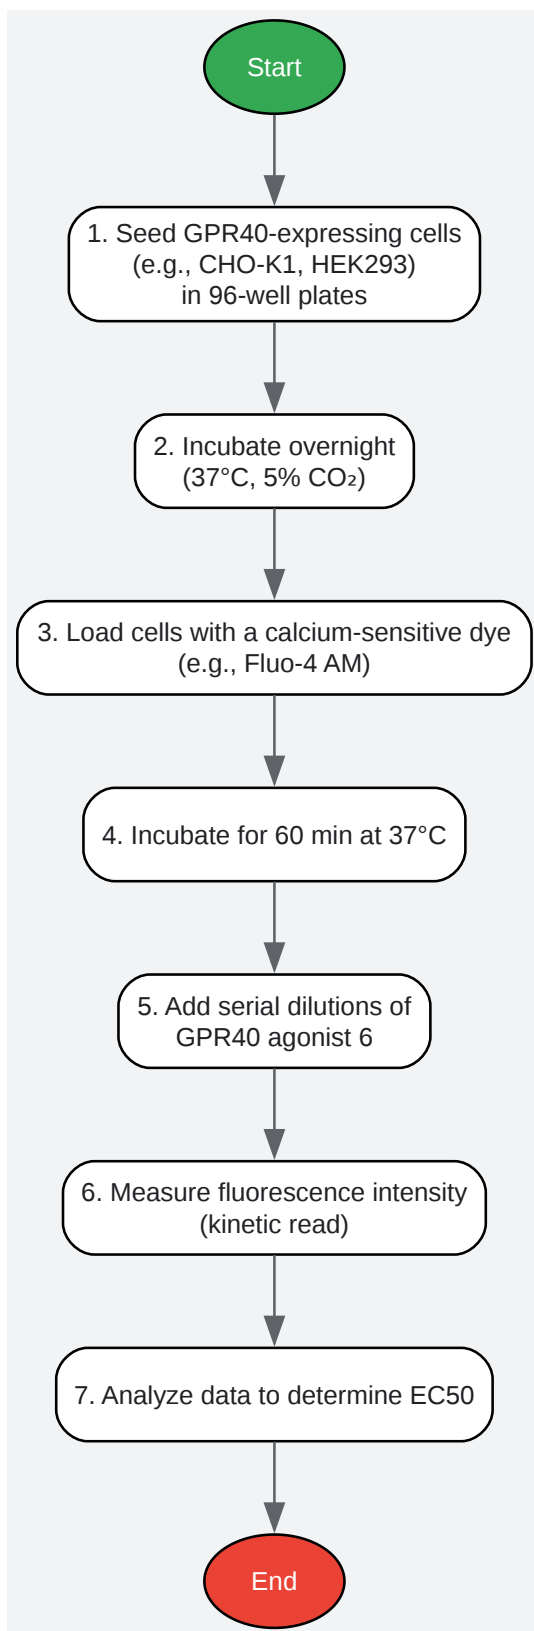 Start
1. Seed GPR40-expressing cells
(e.g., CHO-K1, HEK293)
in 96-well plates
2. Incubate overnight
(37°C, 5% CO₂)
3. Load cells with a calcium-sensitive dye
(e.g., Fluo-4 AM)
4. Incubate for 60 min at 37°C
5. Add serial dilutions of
GPR40 agonist 6
6. Measure fluorescence intensity
(kinetic read)
7. Analyze data to determine EC50
End